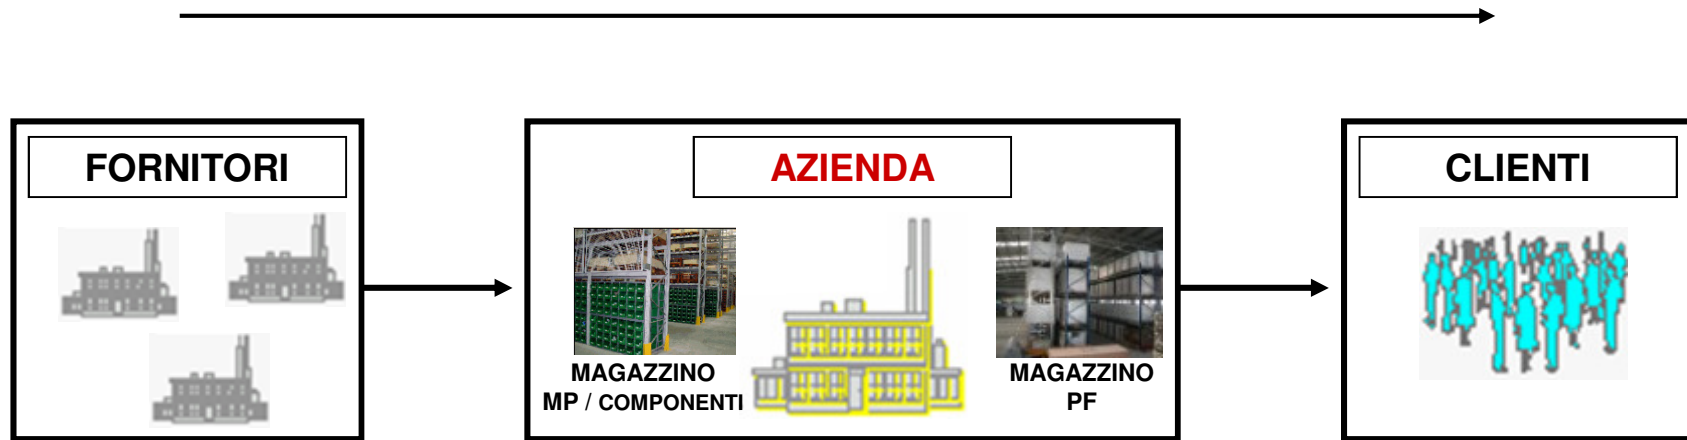 FORNITORI
AZIENDA
CLIENTI
MAGAZZINO
MP / COMPONENTI
MAGAZZINO
PF